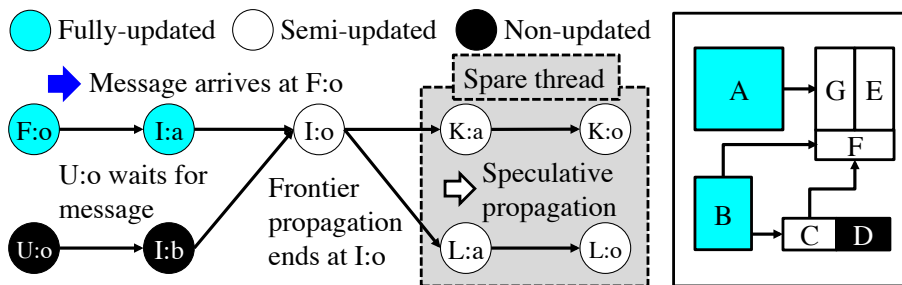 Fully-updated Semi-updated Non-updated
Message arrives at F:o
Spare thread
F:o I:a I:o K:a K:o
U:o waits for
message
Frontier
propagation
ends at I:o
Speculative
propagation
U:o I:b L:a L:o
A G E
F
B C D